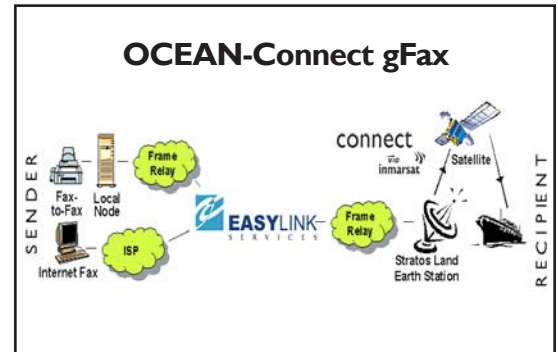 OCEAN-Connect gFax
SENDER
Fax-
to-Fax
Local
Node
Frame
Relay
Internet Fax
ISP
EASYLINK
SERVICES
Frame
Relay
connect
via
inmarsat
Satellite
Stratos Land
Earth Station
RECIPIENT